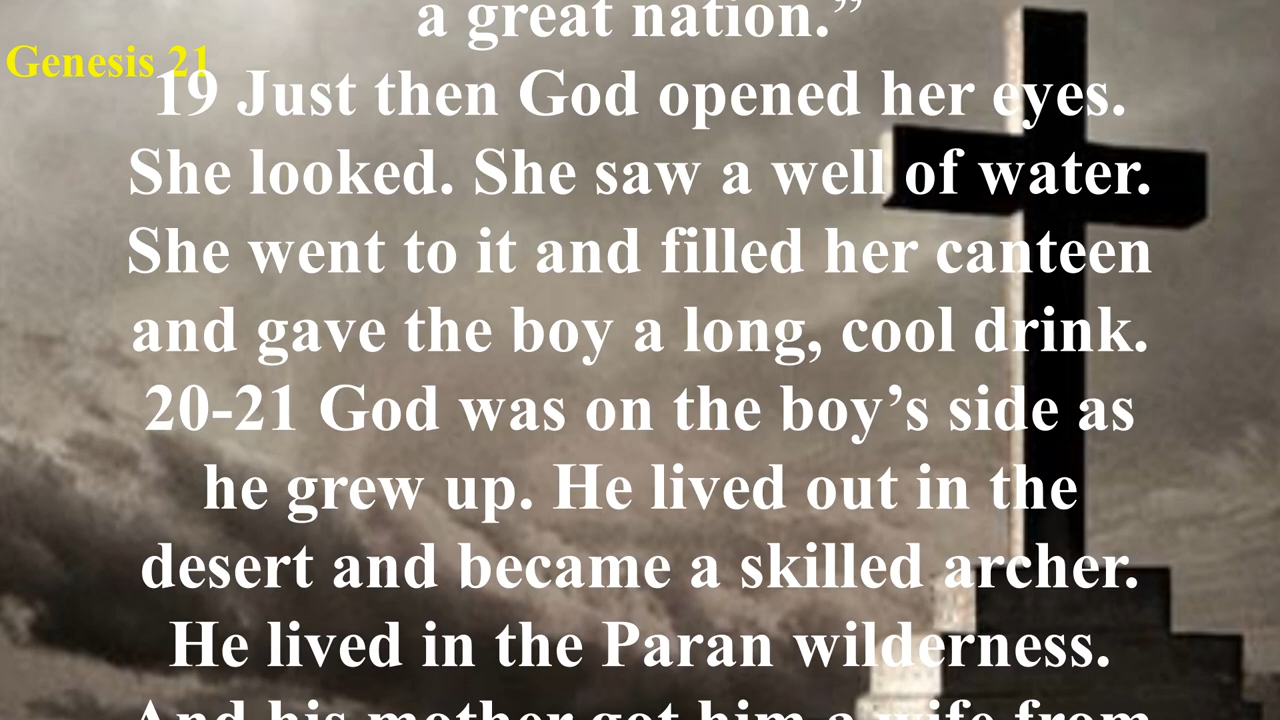 a great nation.”
Genesis 21
19 Just then God opened her eyes.
She looked. She saw a well of water.
She went to it and filled her canteen
and gave the boy a long, cool drink.
20-21 God was on the boy’s side as
he grew up. He lived out in the
desert and became a skilled archer.
He lived in the Paran wilderness.
And his mother got him a wife from